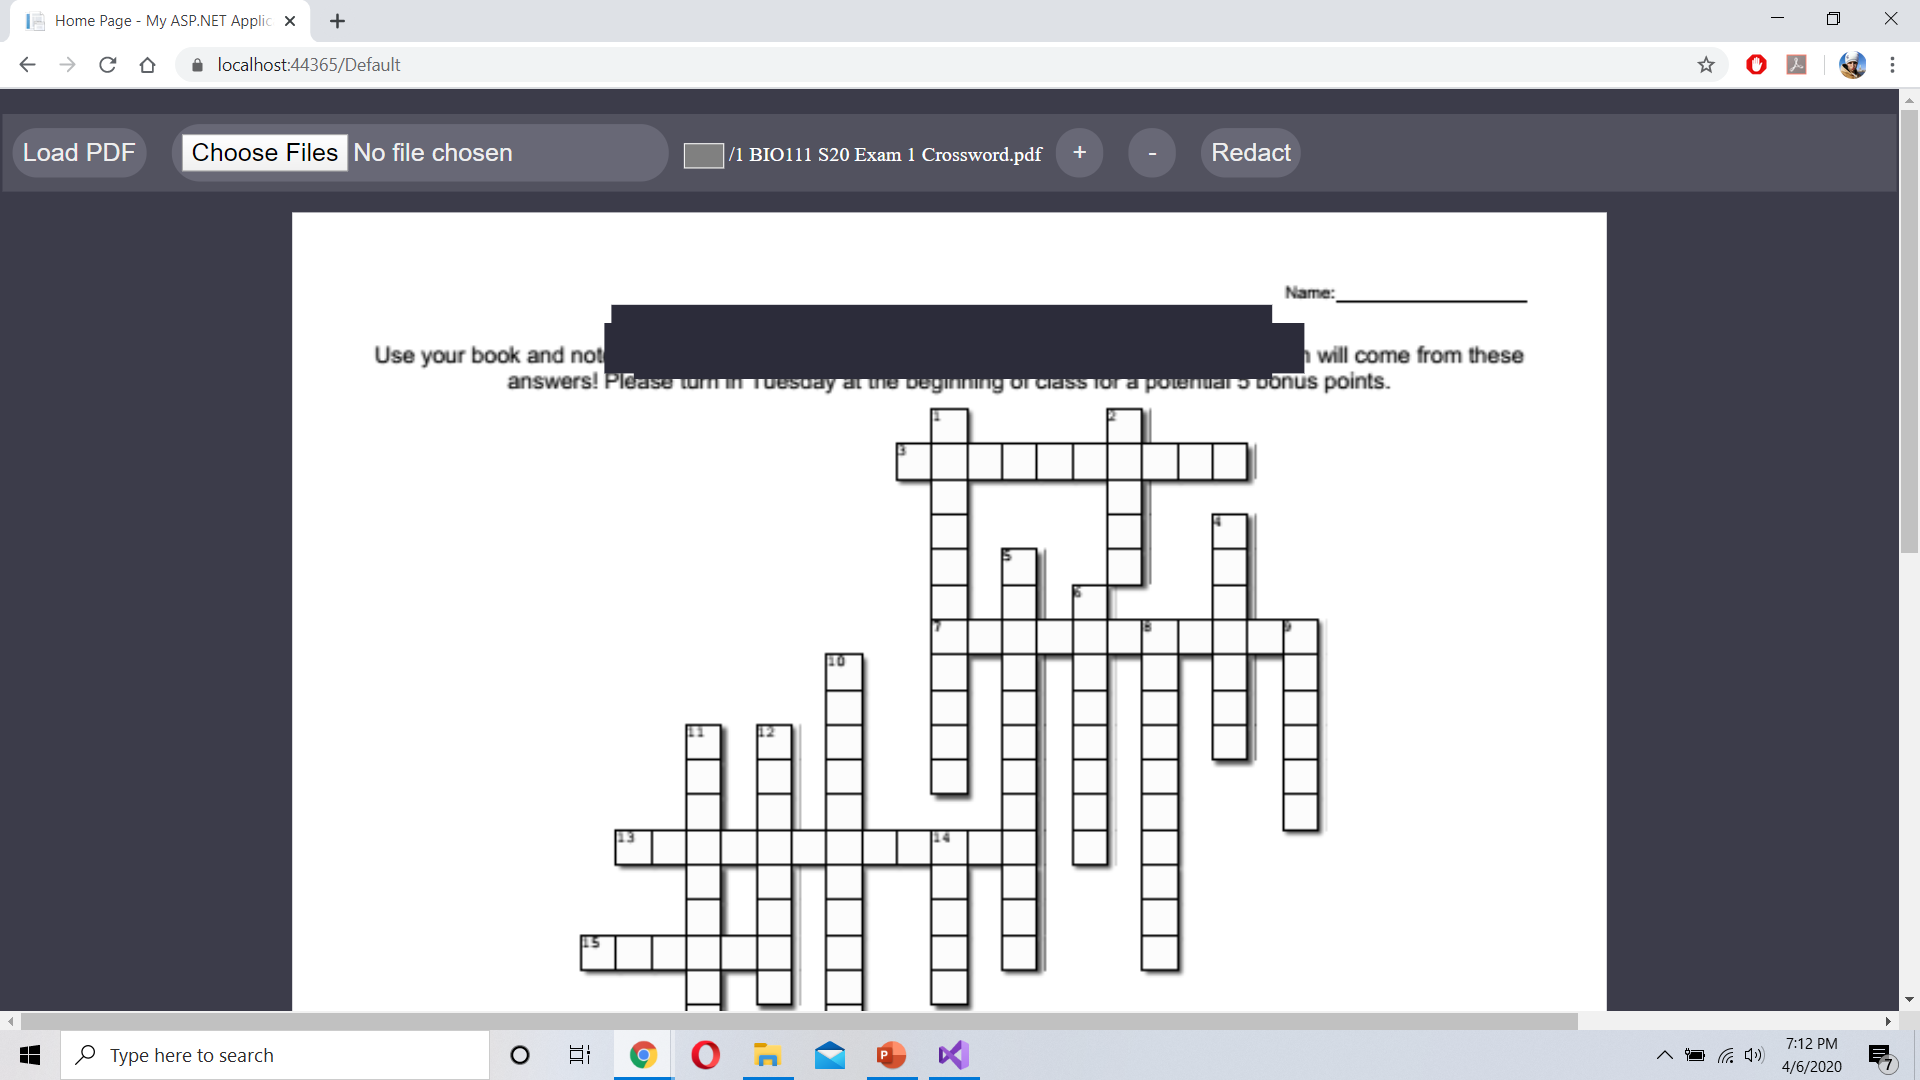 Home Page - My ASP.NET Applic
localhost:44365/Default
Load PDF
Choose Files No file chosen
/1 BIO111 S20 Exam 1 Crossword.pdf
+
-
Redact
Name:
Use your book and will come from these
answers! Please turn in Tuesday at the beginning of class for a potential 5 bonus points.
1
2
3
4
5
6
7
8
9
10
11
12
13
14
15
Type here to search
7:12 PM
4/6/2020
7